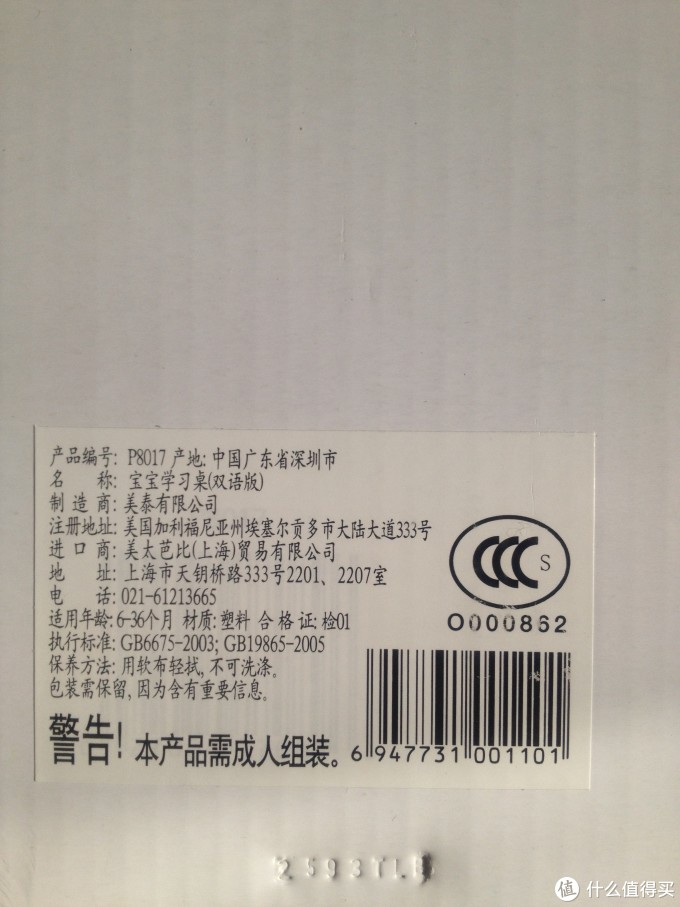 产品编号: P8017 产地: 中国广东省深圳市
名 称: 宝宝学习桌(双语版)
制 造 商: 美泰有限公司
注册地址: 美国加利福尼亚州埃塞尔贡多市大陆大道333号
进 口 商: 美太芭比(上海)贸易有限公司
地 址: 上海市天钥桥路333号2201、2207室
电 话: 021-61213665
适用年龄: 6-36个月 材质: 塑料 合 格 证: 检01
执行标准: GB6675-2003; GB19865-2005
保养方法: 用软布轻拭, 不可洗涤。
包装需保留, 因为含有重要信息。
警告! 本产品需成人组装。
CCC S
O000862
6 947731 001101
2593TLB
值 什么值得买